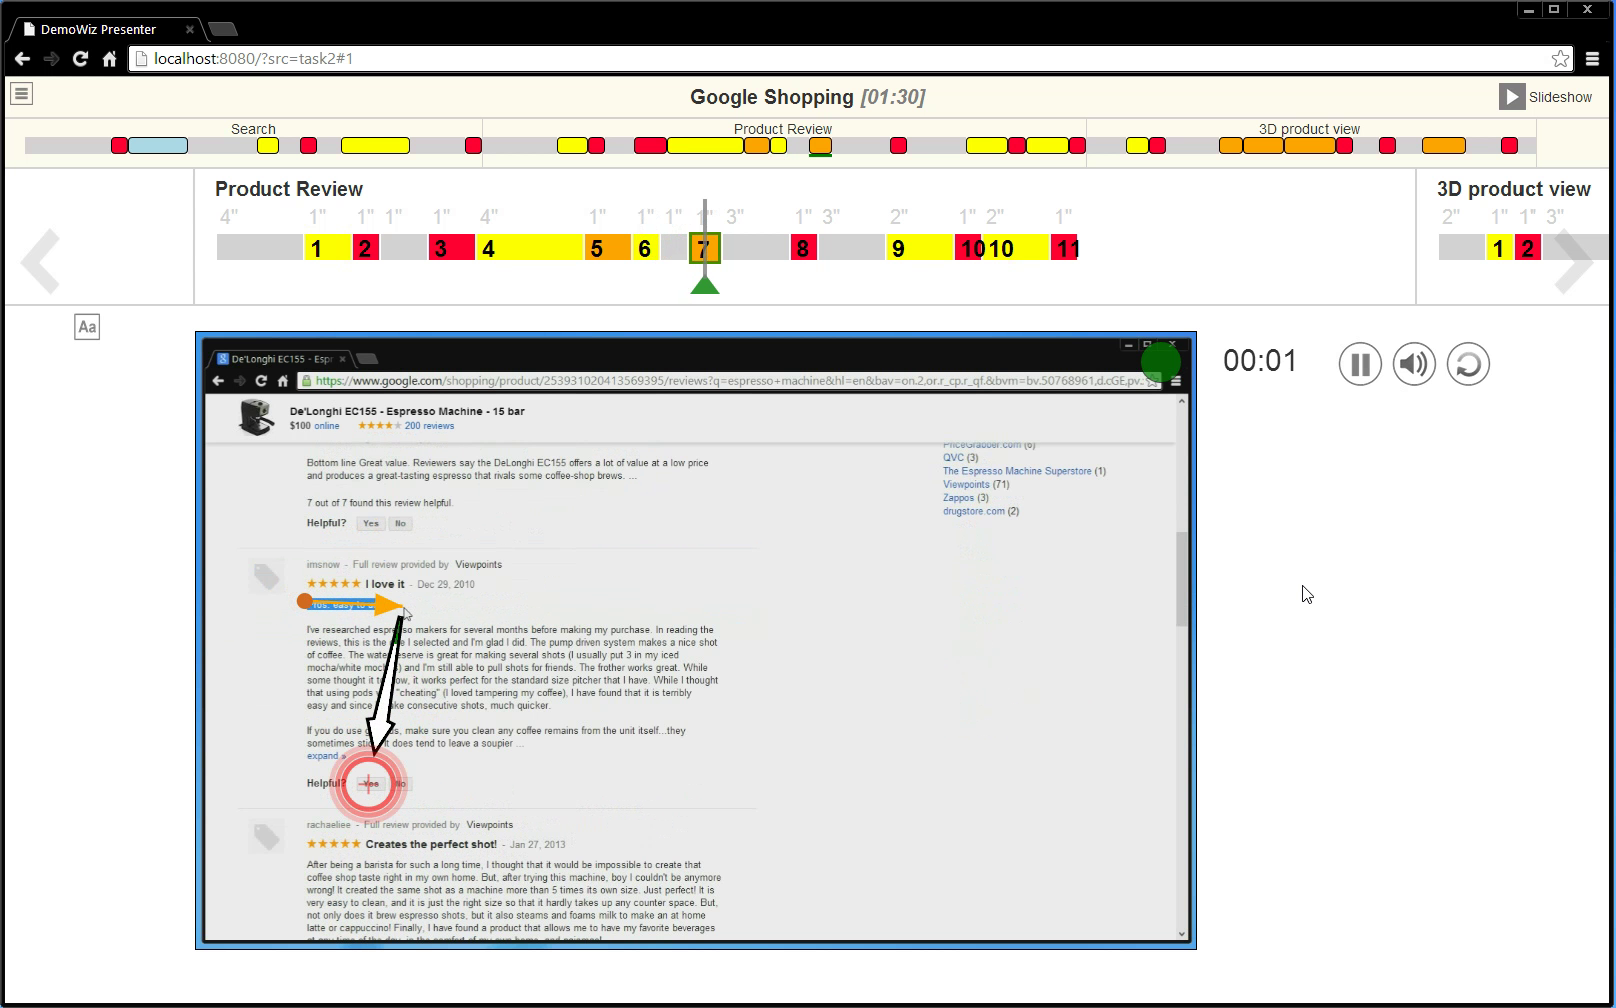 DemoWiz Presenter
localhost:8080/?src=task2#1
Google Shopping [01:30]
Slideshow
Search
Product Review
3D product view
Product Review
3D product view
4" 1" 1" 1" 1" 4" 1" 1" 1" 1" 3" 1" 3" 2" 1" 2" 1"
2" 1" 1" 3"
1 2 3 4 5 6 7 8 9 10 10 11
1 2
Aa
00:01
De'Longhi EC155 - Espr
https://www.google.com/shopping/product/253931020413569395/reviews?q=espresso+machine&hl=en&bav=on.2,or.r_cp.r_qf.&bvm=bv.50768961,d.cGE,pv.
De'Longhi EC155 - Espresso Machine - 15 bar
$100 online 200 reviews
PriceGrabber.com (6)
QVC (3)
The Espresso Machine Superstore (1)
Viewpoints (71)
Zappos (3)
drugstore.com (2)
Bottom line Great value. Reviewers say the DeLonghi EC155 offers a lot of value at a low price
and produces a great-tasting espresso that rivals some coffee-shop brews. ...
7 out of 7 found this review helpful.
Helpful? Yes No
imsnow - Full review provided by Viewpoints
I love it - Dec 29, 2010
Pros: easy to
I've researched espresso makers for several months before making my purchase. In reading the
reviews, this is the I selected and I'm glad I did. The pump driven system makes a nice shot
of coffee. The water reserve is great for making several shots (I usually put 3 in my iced
mocha/white and I'm still able to pull shots for friends. The frother works great. While
some thought it low, it works perfect for the standard size pitcher that I have. While I thought
that using pods "cheating" (I loved tampering my coffee), I have found that it is terribly
easy and since make consecutive shots, much quicker.
If you do use make sure you clean any coffee remains from the unit itself...they
sometimes it does tend to leave a soupier ...
expand »
Helpful? Yes No
rachaeliee - Full review provided by Viewpoints
Creates the perfect shot! - Jan 27, 2013
After being a barista for such a long time, I thought that it would be impossible to create that
coffee shop taste right in my own home. But, after trying this machine, boy I couldn't be anymore
wrong! It created the same shot as a machine more than 5 times its own size. Just perfect! It is
very easy to clean, and it is just the right size so that it hardly takes up any counter space. But,
not only does it brew espresso shots, but it also steams and foams milk to make an at home
latte or cappuccino! Finally, I have found a product that allows me to have my favorite beverages